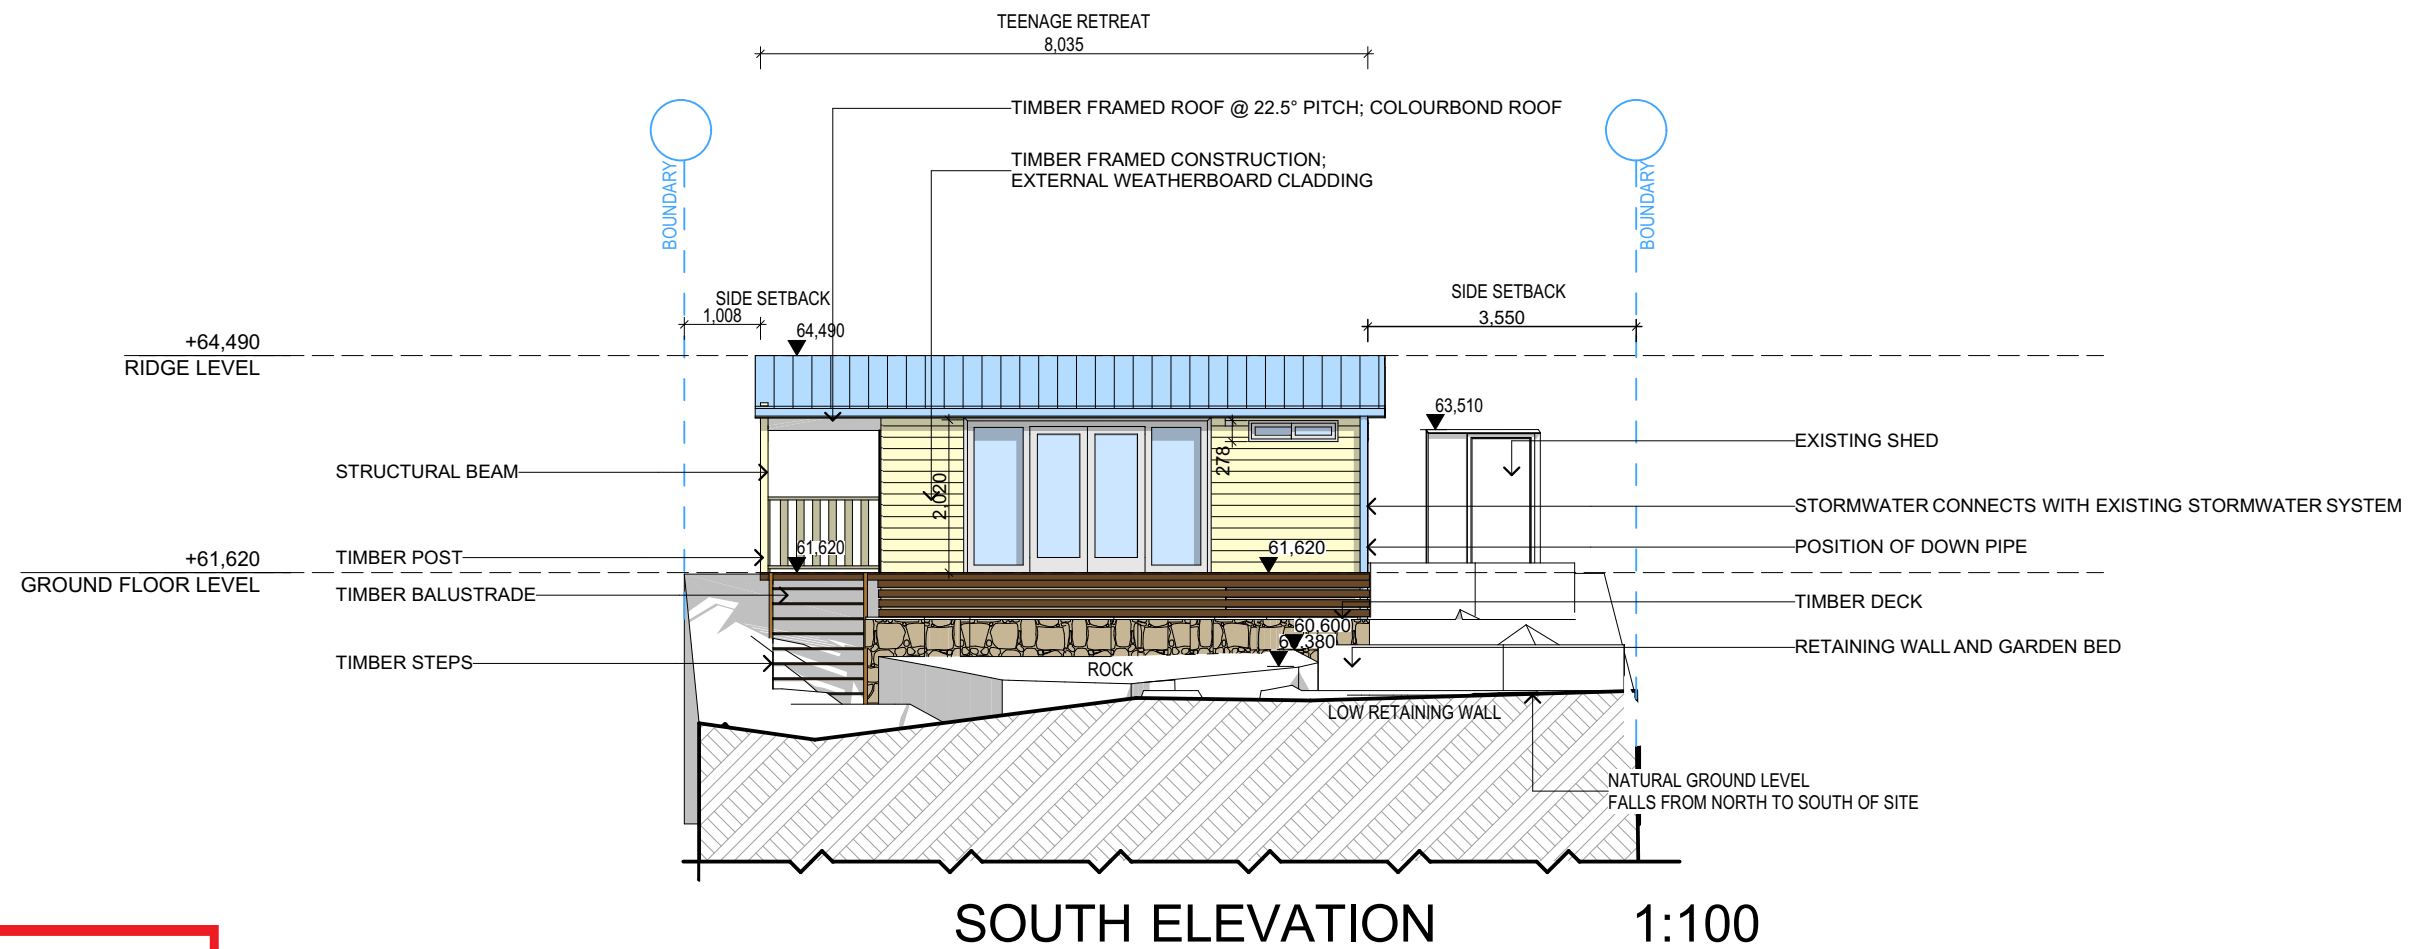 TEENAGE RETREAT
8,035
TIMBER FRAMED ROOF @ 22.5° PITCH; COLOURBOND ROOF
TIMBER FRAMED CONSTRUCTION;
EXTERNAL WEATHERBOARD CLADDING
BOUNDARY
BOUNDARY
SIDE SETBACK
1,008
SIDE SETBACK
3,550
64,490
+64,490
RIDGE LEVEL
63,510
EXISTING SHED
STRUCTURAL BEAM
278
2,020
STORMWATER CONNECTS WITH EXISTING STORMWATER SYSTEM
61,620
61,620
POSITION OF DOWN PIPE
+61,620
GROUND FLOOR LEVEL
TIMBER POST
TIMBER BALUSTRADE
TIMBER DECK
60,600
RETAINING WALL AND GARDEN BED
TIMBER STEPS
ROCK
LOW RETAINING WALL
NATURAL GROUND LEVEL
FALLS FROM NORTH TO SOUTH OF SITE
SOUTH ELEVATION 1:100